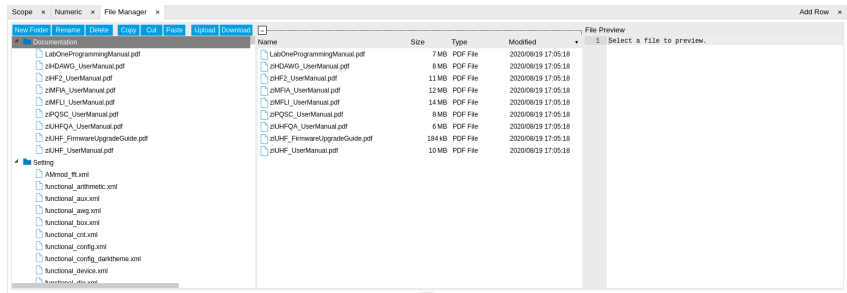 Scope × Numeric × File Manager × Add Row ×
New Folder Rename Delete Copy Cut Paste Upload Download
File Preview
Documentation
LabOneProgrammingManual.pdf
ziHDAWG_UserManual.pdf
ziHF2_UserManual.pdf
ziMFIA_UserManual.pdf
ziMFLI_UserManual.pdf
ziPQSC_UserManual.pdf
ziUHFQA_UserManual.pdf
ziUHF_FirmwareUpgradeGuide.pdf
ziUHF_UserManual.pdf
Setting
AMmod_fft.xml
functional_arithmetic.xml
functional_aux.xml
functional_awg.xml
functional_box.xml
functional_cnt.xml
functional_config.xml
functional_config_darktheme.xml
functional_device.xml
functional_dio.xml
Name Size Type Modified
LabOneProgrammingManual.pdf 7 MB PDF File 2020/08/19 17:05:18
ziHDAWG_UserManual.pdf 8 MB PDF File 2020/08/19 17:05:18
ziHF2_UserManual.pdf 11 MB PDF File 2020/08/19 17:05:18
ziMFIA_UserManual.pdf 12 MB PDF File 2020/08/19 17:05:18
ziMFLI_UserManual.pdf 14 MB PDF File 2020/08/19 17:05:18
ziPQSC_UserManual.pdf 8 MB PDF File 2020/08/19 17:05:18
ziUHFQA_UserManual.pdf 6 MB PDF File 2020/08/19 17:05:18
ziUHF_FirmwareUpgradeGuide.pdf 184 kB PDF File 2020/08/19 17:05:18
ziUHF_UserManual.pdf 10 MB PDF File 2020/08/19 17:05:18
1 Select a file to preview.